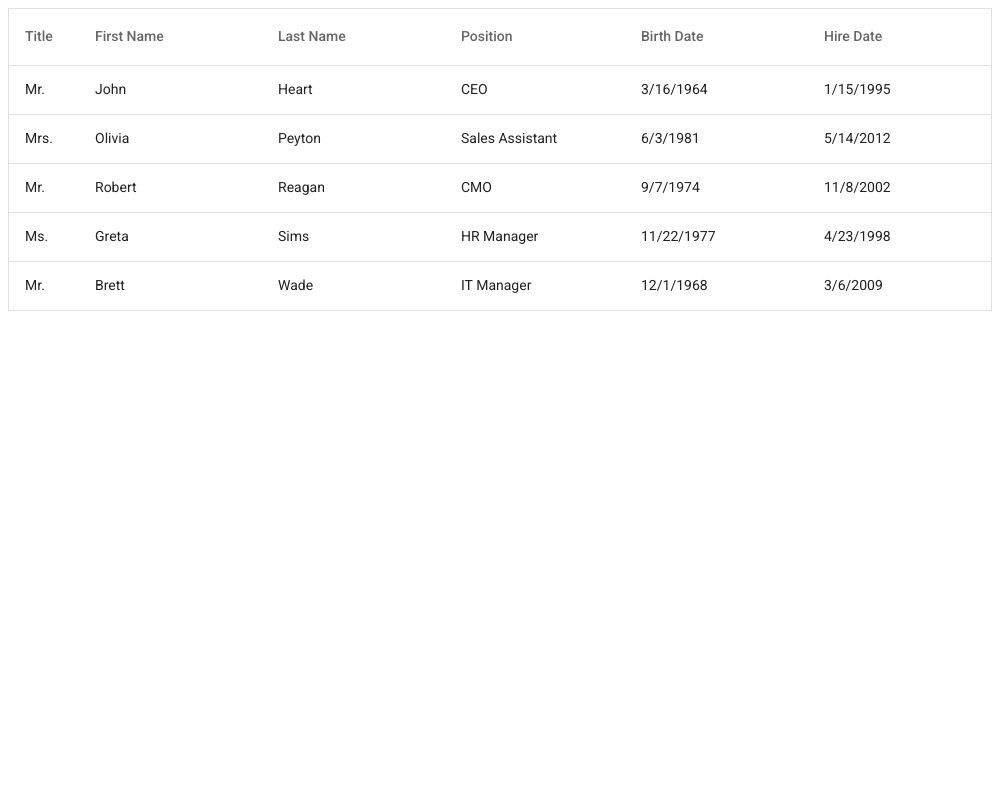 Title First Name Last Name Position Birth Date Hire Date
Mr. John Heart CEO 3/16/1964 1/15/1995
Mrs. Olivia Peyton Sales Assistant 6/3/1981 5/14/2012
Mr. Robert Reagan CMO 9/7/1974 11/8/2002
Ms. Greta Sims HR Manager 11/22/1977 4/23/1998
Mr. Brett Wade IT Manager 12/1/1968 3/6/2009